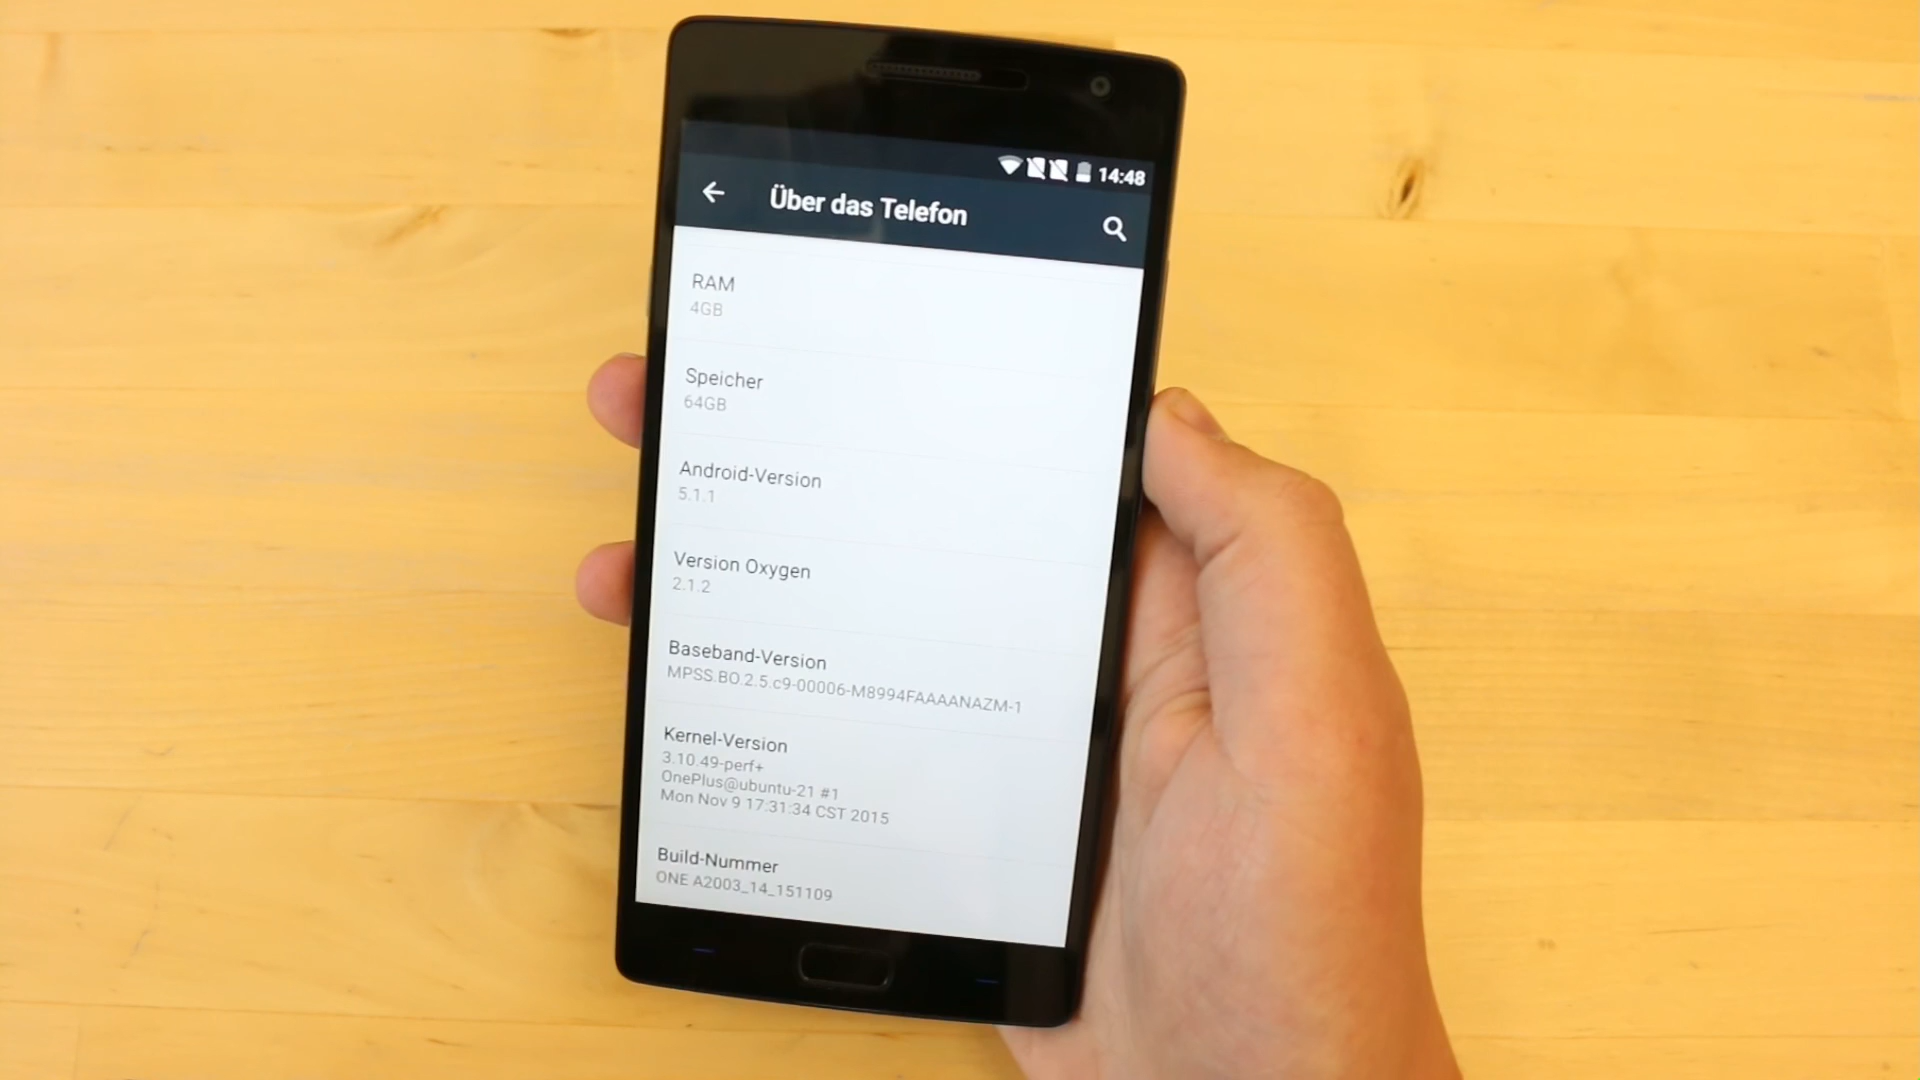 14:48
Über das Telefon
RAM
4GB
Speicher
64GB
Android-Version
5.1.1
Version Oxygen
2.1.2
Baseband-Version
MPSS.BO.2.5.c9-00006-M8994FAAAANAZM-1
Kernel-Version
3.10.49-perf+
OnePlus@ubuntu-21 #1
Mon Nov 9 17:31:34 CST 2015
Build-Nummer
ONE A2003_14_151109